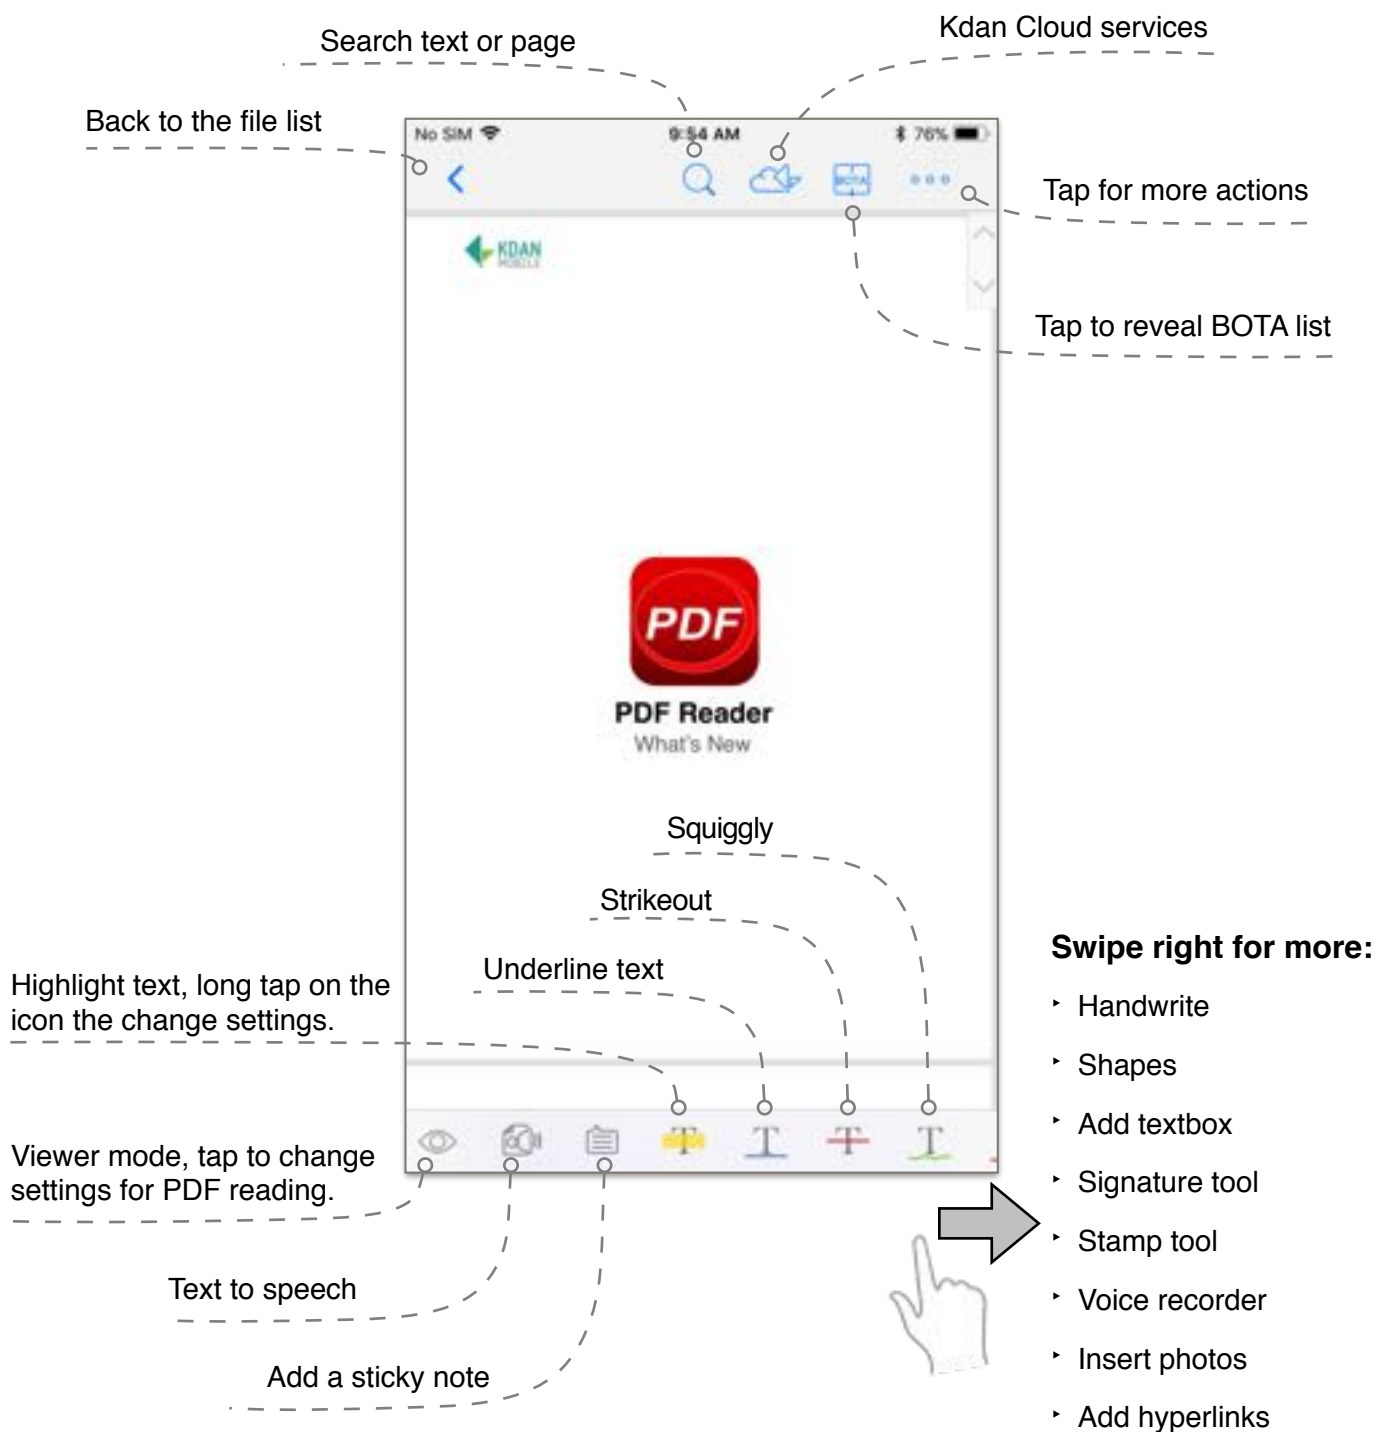 Search text or page
Kdan Cloud services
Back to the file list
No SIM
9:54 AM
76%
BOTA
Tap for more actions
KDAN
MOBILE
Tap to reveal BOTA list
PDF
PDF Reader
What's New
Squiggly
Strikeout
Underline text
Highlight text, long tap on the
icon the change settings.
T
T
T
T
Viewer mode, tap to change
settings for PDF reading.
Text to speech
Add a sticky note
Swipe right for more:
‣ Handwrite
‣ Shapes
‣ Add textbox
‣ Signature tool
‣ Stamp tool
‣ Voice recorder
‣ Insert photos
‣ Add hyperlinks